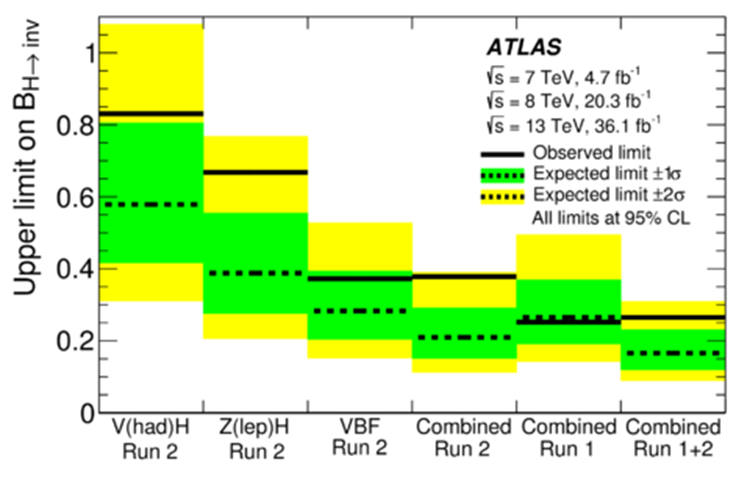 Upper limit on B_H→inv
1
0.8
0.6
0.4
0.2
0
ATLAS
√s = 7 TeV, 4.7 fb⁻¹
√s = 8 TeV, 20.3 fb⁻¹
√s = 13 TeV, 36.1 fb⁻¹
Observed limit
Expected limit ±1σ
Expected limit ±2σ
All limits at 95% CL
V(had)H
Run 2
Z(lep)H
Run 2
VBF
Run 2
Combined
Run 2
Combined
Run 1
Combined
Run 1+2